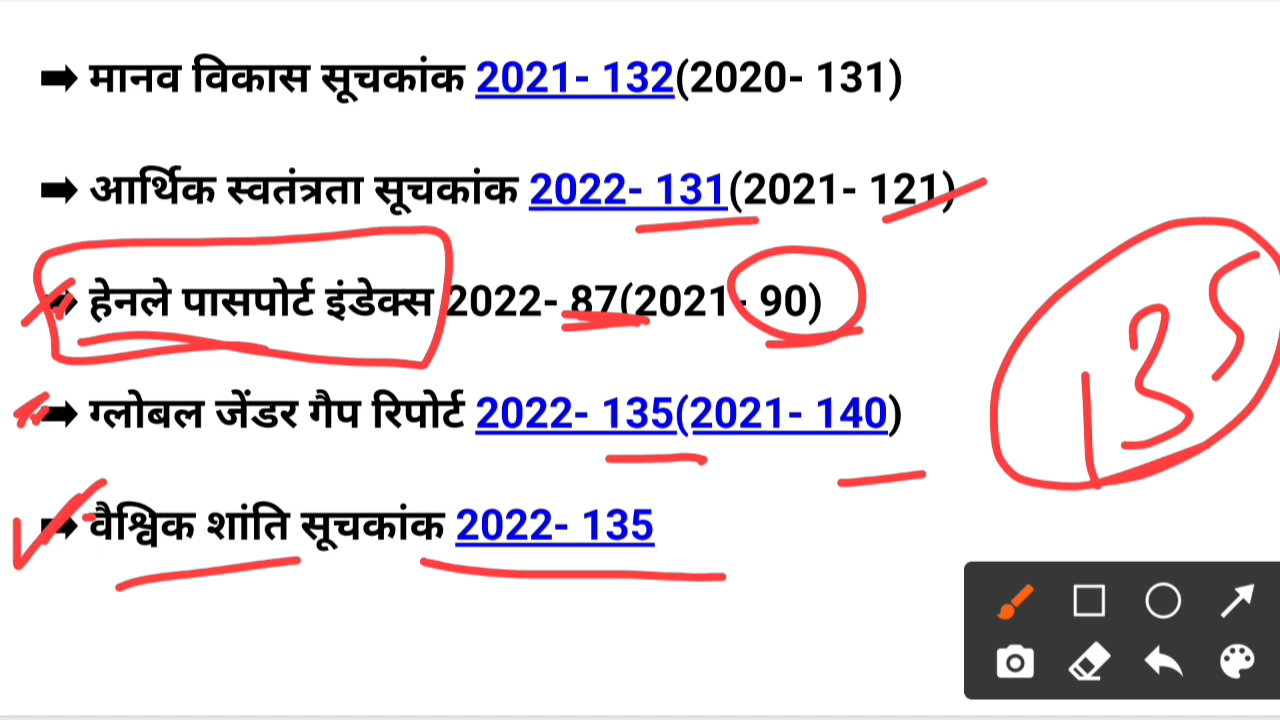 ➡ मानव विकास सूचकांक 2021- 132(2020- 131)
➡ आर्थिक स्वतंत्रता सूचकांक 2022- 131(2021- 121)
➡ हेनले पासपोर्ट इंडेक्स 2022- 87(2021- 90)
➡ ग्लोबल जेंडर गैप रिपोर्ट 2022- 135(2021- 140)
➡ वैश्विक शांति सूचकांक 2022- 135
135